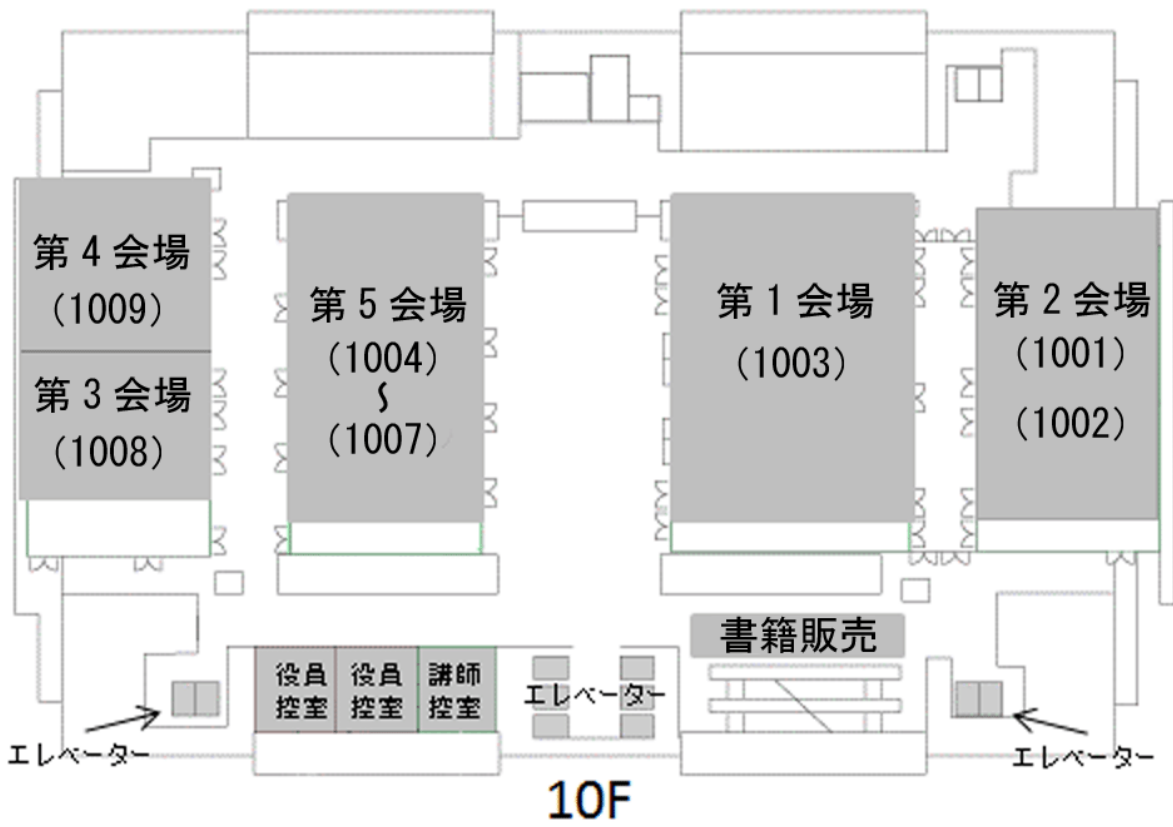 第４会場
（1009）
第３会場
（1008）
第５会場
（1004）
～
（1007）
第１会場
（1003）
第２会場
（1001）
（1002）
書籍販売
役員
控室
役員
控室
講師
控室
エレベーター
エレベーター
エレベーター
10F